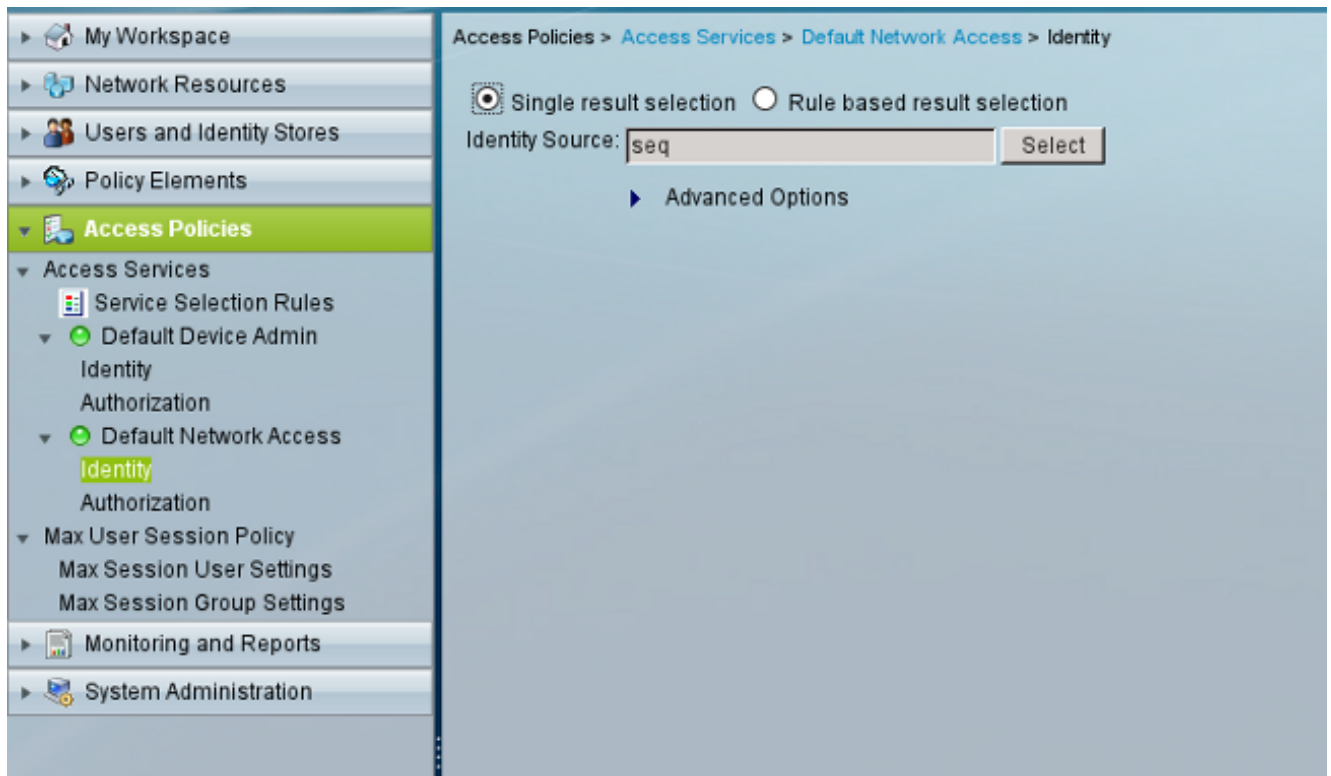 My Workspace
Network Resources
Users and Identity Stores
Policy Elements
Access Policies
Access Services
Service Selection Rules
Default Device Admin
Identity
Authorization
Default Network Access
Identity
Authorization
Max User Session Policy
Max Session User Settings
Max Session Group Settings
Monitoring and Reports
System Administration
Access Policies > Access Services > Default Network Access > Identity
Single result selection Rule based result selection
Identity Source: seq Select
Advanced Options